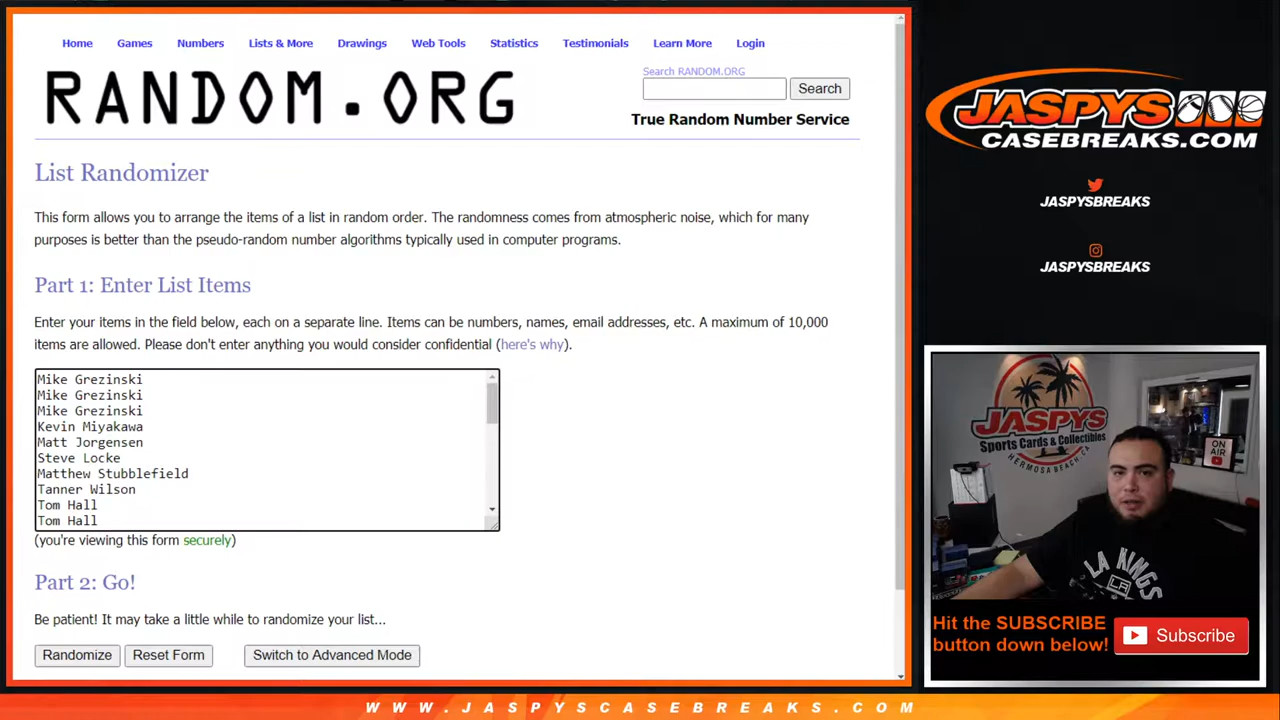 Home Games Numbers Lists & More Drawings Web Tools Statistics Testimonials Learn More Login
RANDOM.ORG
Search RANDOM.ORG
Search
True Random Number Service
List Randomizer
This form allows you to arrange the items of a list in random order. The randomness comes from atmospheric noise, which for many
purposes is better than the pseudo-random number algorithms typically used in computer programs.
Part 1: Enter List Items
Enter your items in the field below, each on a separate line. Items can be numbers, names, email addresses, etc. A maximum of 10,000
items are allowed. Please don't enter anything you would consider confidential (here's why).
Mike Grezinski
Mike Grezinski
Mike Grezinski
Kevin Miyakawa
Matt Jorgensen
Steve Locke
Matthew Stubblefield
Tanner Wilson
Tom Hall
Tom Hall
(you're viewing this form securely)
Part 2: Go!
Be patient! It may take a little while to randomize your list...
Randomize Reset Form Switch to Advanced Mode
JASPYS
CASEBREAKS.COM
JASPYSBREAKS
JASPYSBREAKS
JASPYS
Sports Cards & Collectibles
HERMOSA BEACH, CA
ON AIR
LA KINGS
LA
Hit the SUBSCRIBE
button down below!
Subscribe
WWW.JASPYSCASEBREAKS.COM